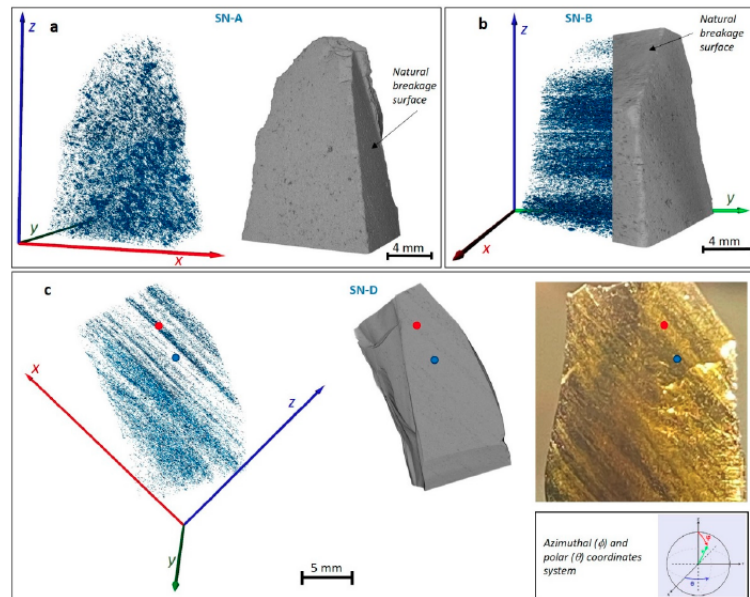 a
SN-A
z
Natural
breakage
surface
y
x
4 mm
b
SN-B
z
Natural
breakage
surface
y
x
4 mm
c
SN-D
x
z
y
5 mm
Azimuthal (ϕ) and
polar (θ) coordinates
system
ϕ
θ